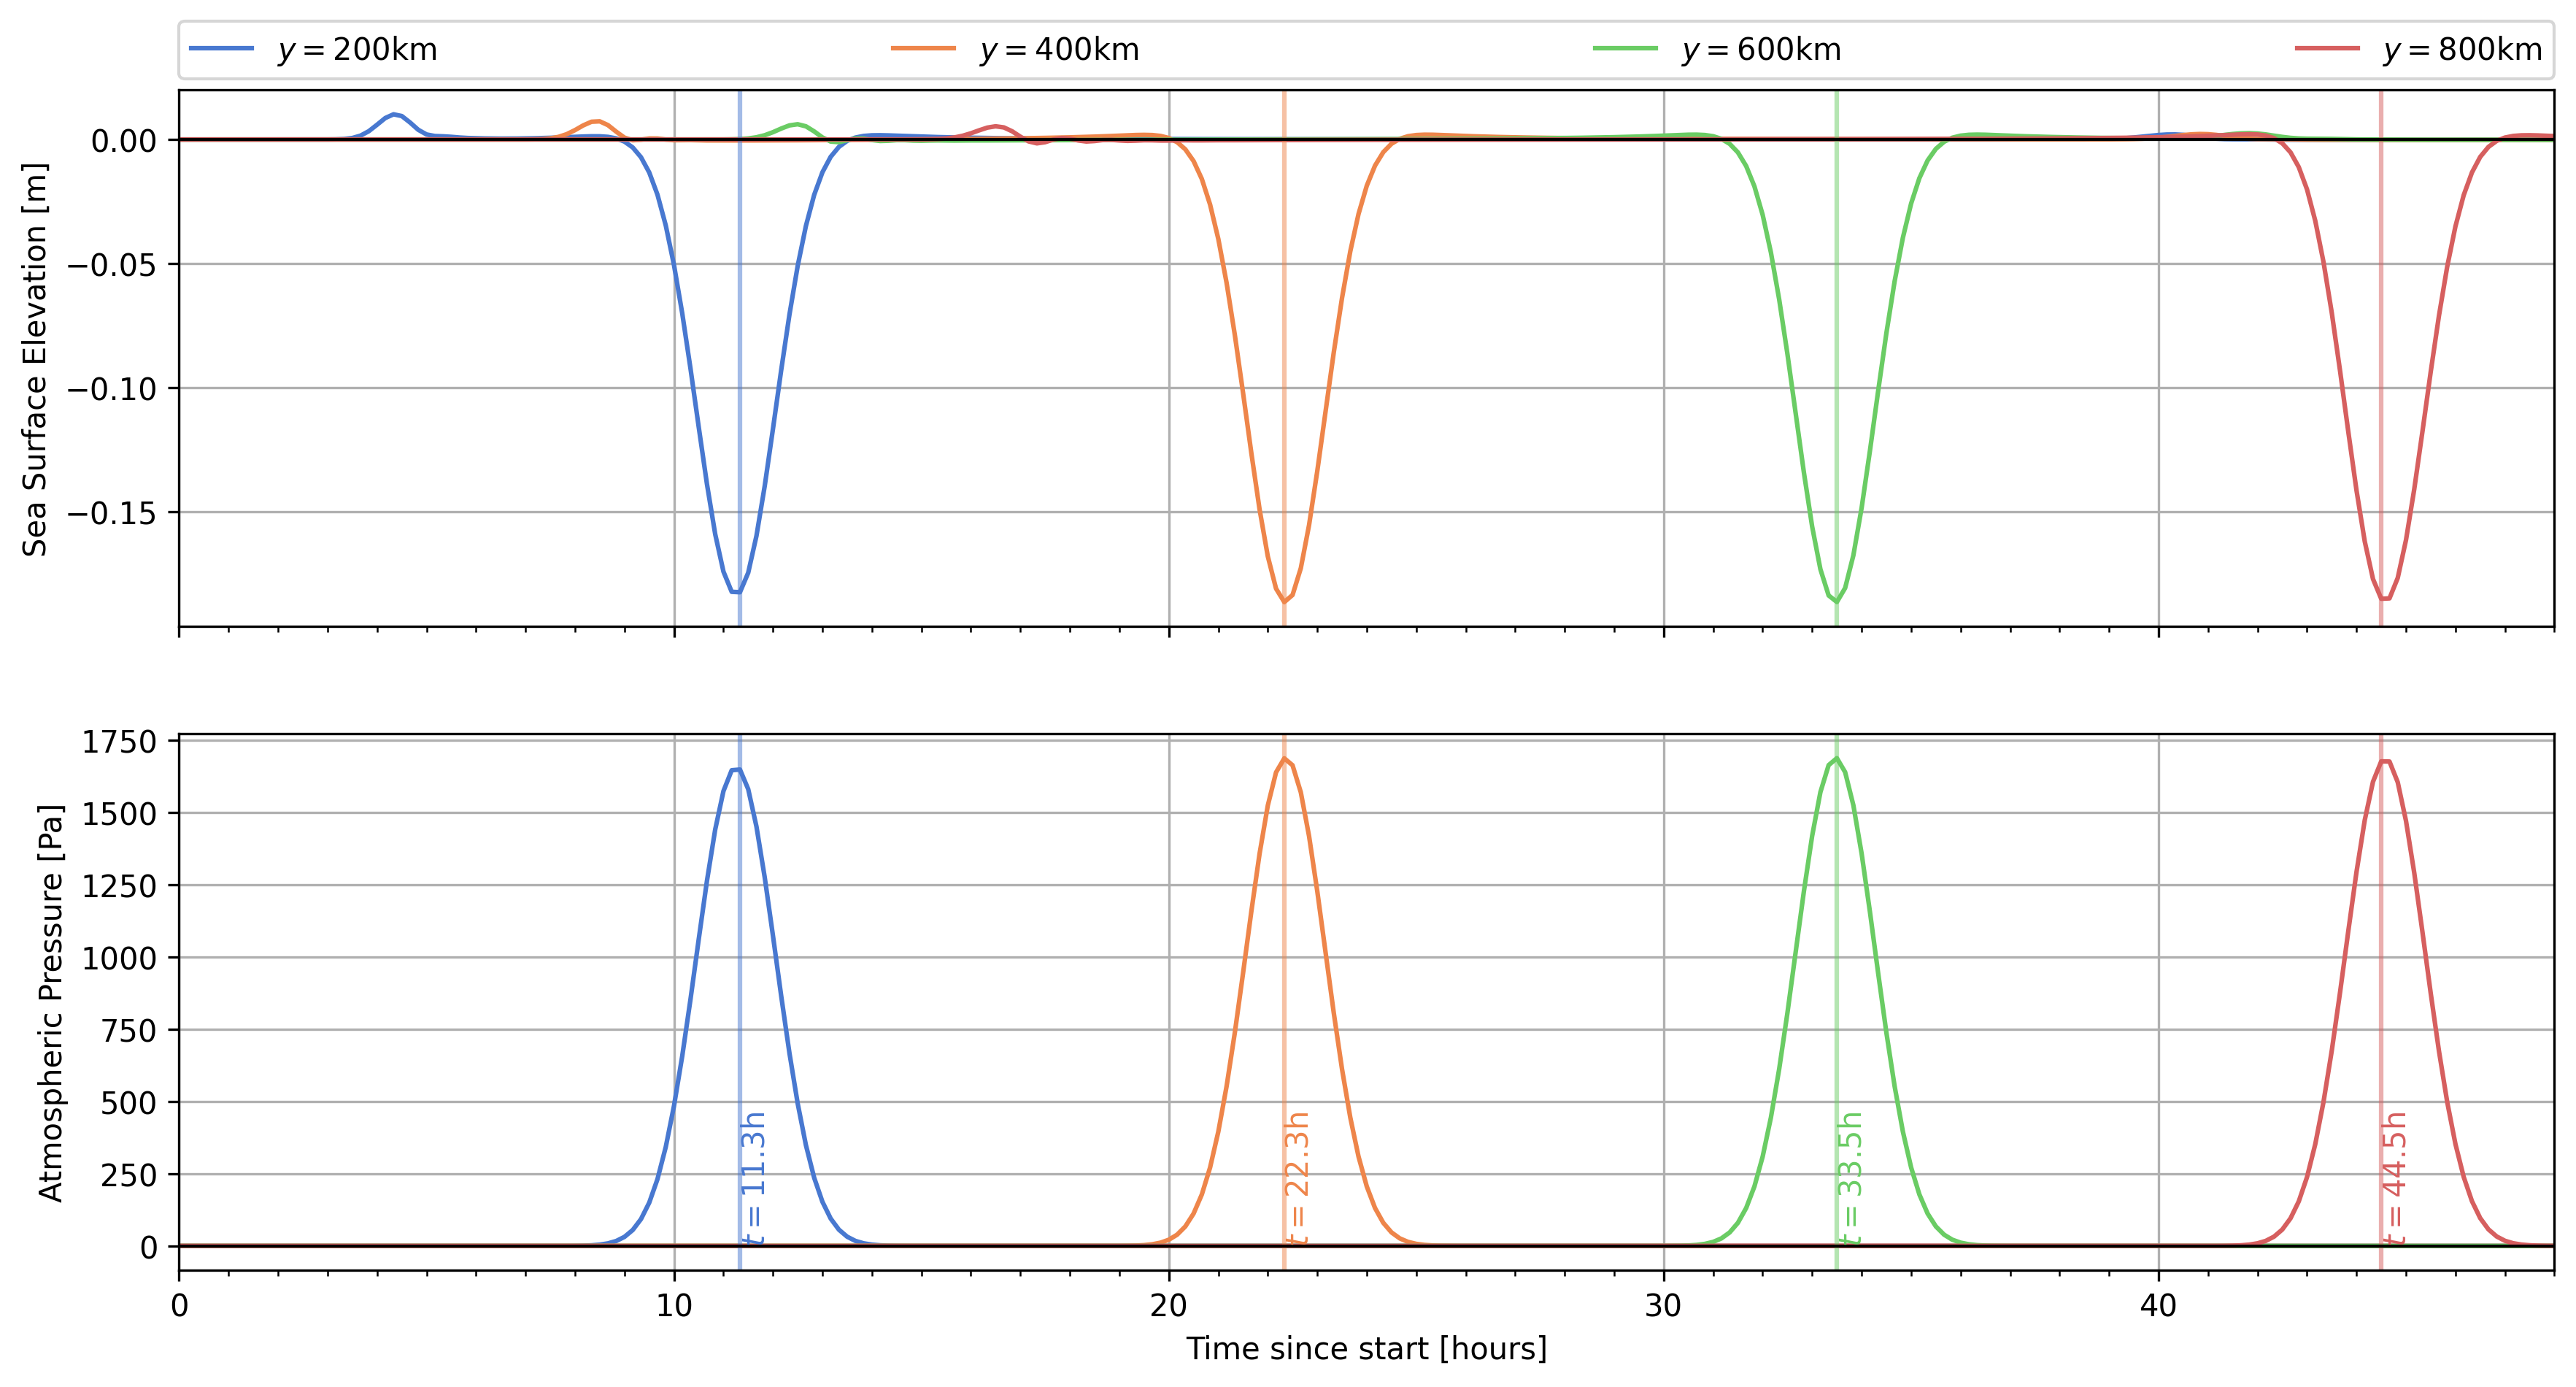 y = 200km
y = 400km
y = 600km
y = 800km
Sea Surface Elevation [m]
0.00
−0.05
−0.10
−0.15
Atmospheric Pressure [Pa]
1750
1500
1250
1000
750
500
250
0
t = 11.3h
t = 22.3h
t = 33.5h
t = 44.5h
0
10
20
30
40
Time since start [hours]